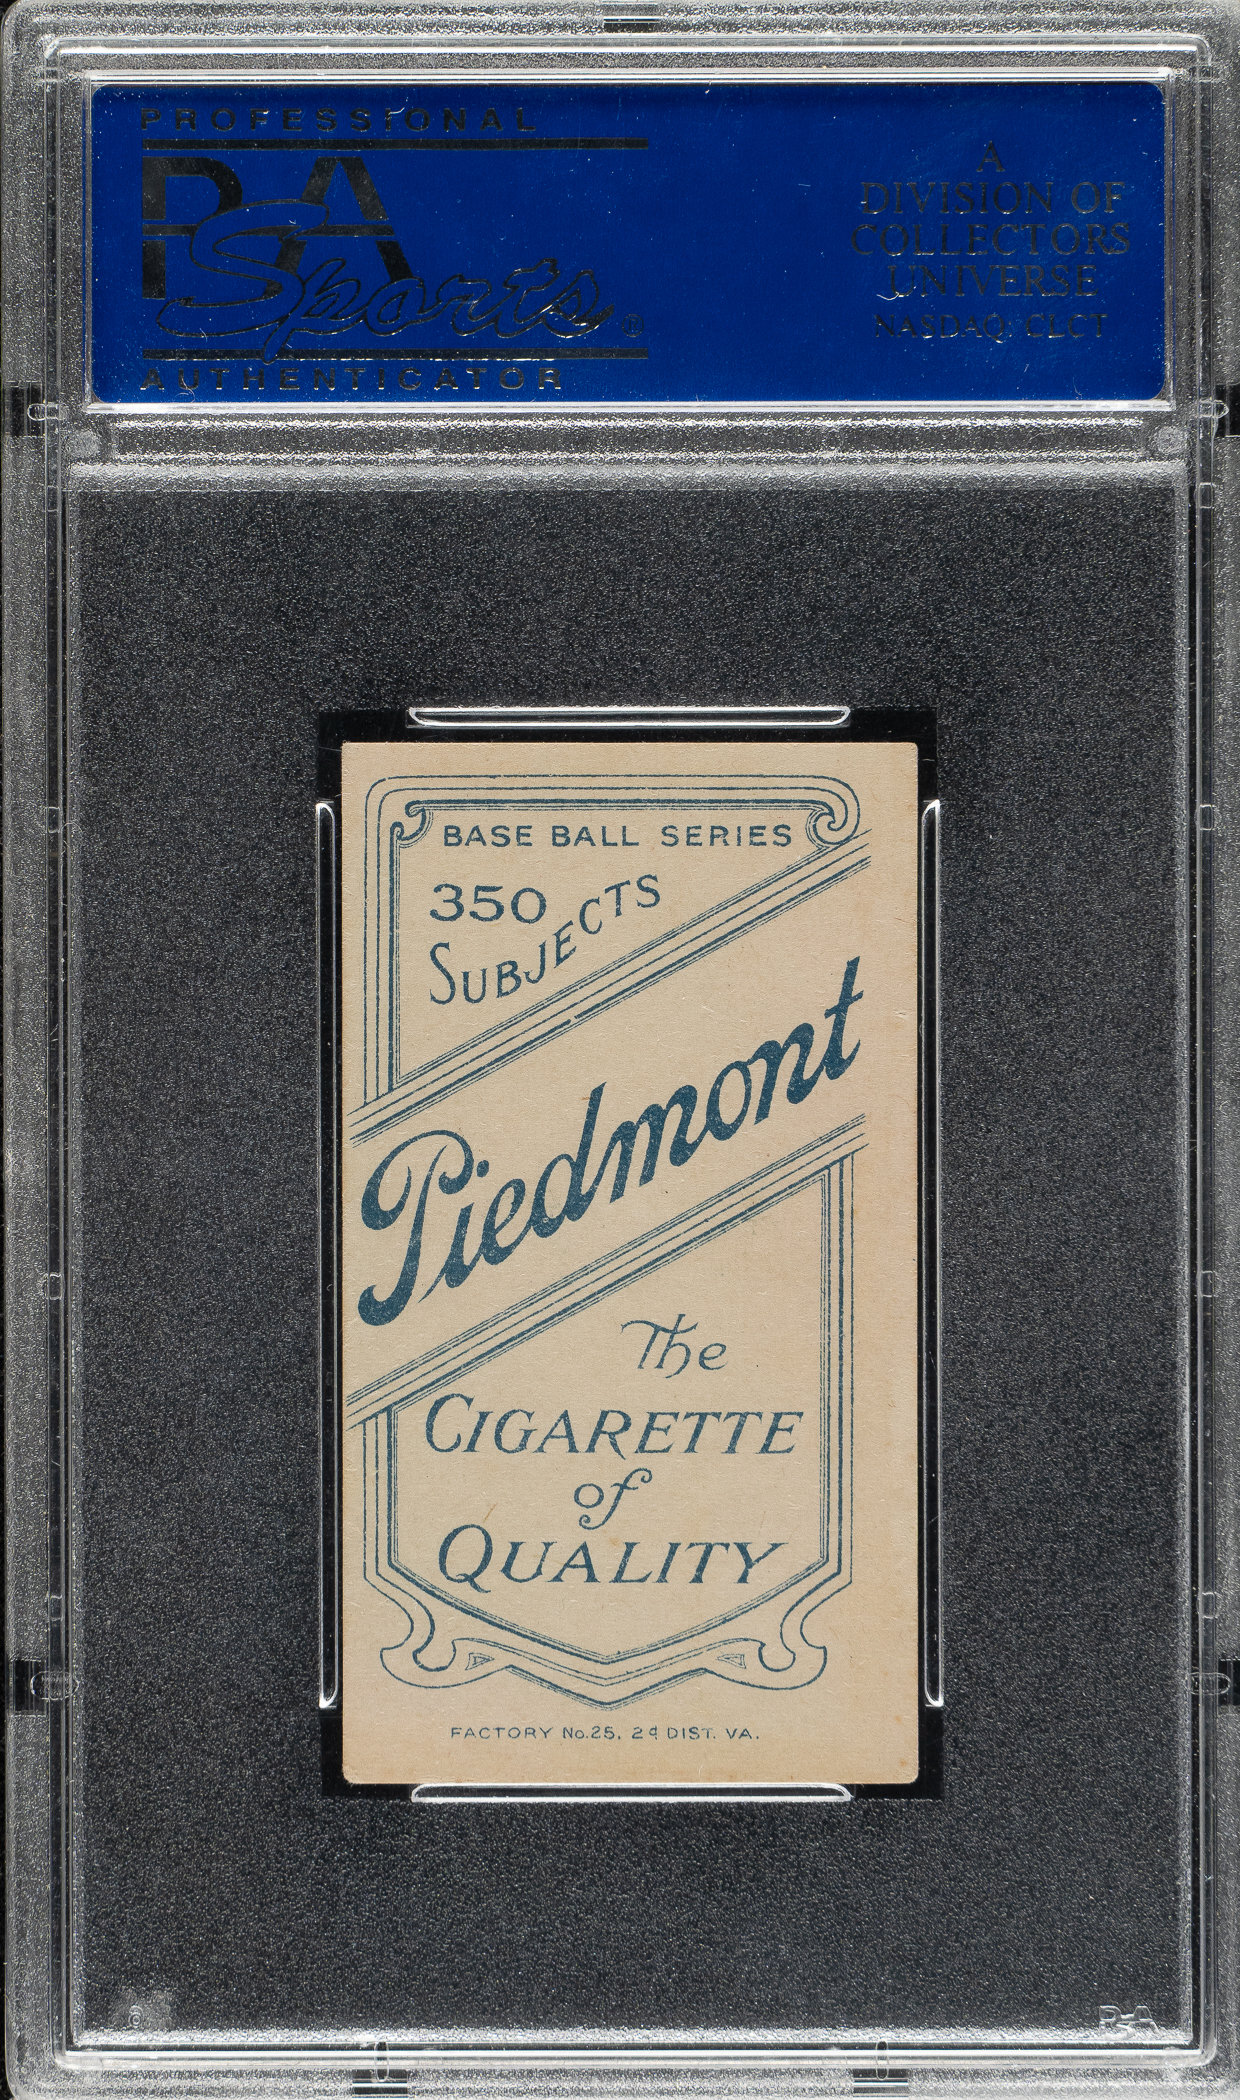 PROFESSIONAL
PSA
Sports®
AUTHENTICATOR
A
DIVISION OF
COLLECTORS
UNIVERSE
NASDAQ: CLCT
BASE BALL SERIES
350
SUBJECTS
Piedmont
The
CIGARETTE
of
QUALITY
FACTORY No. 25, 2d DIST. VA.
PSA